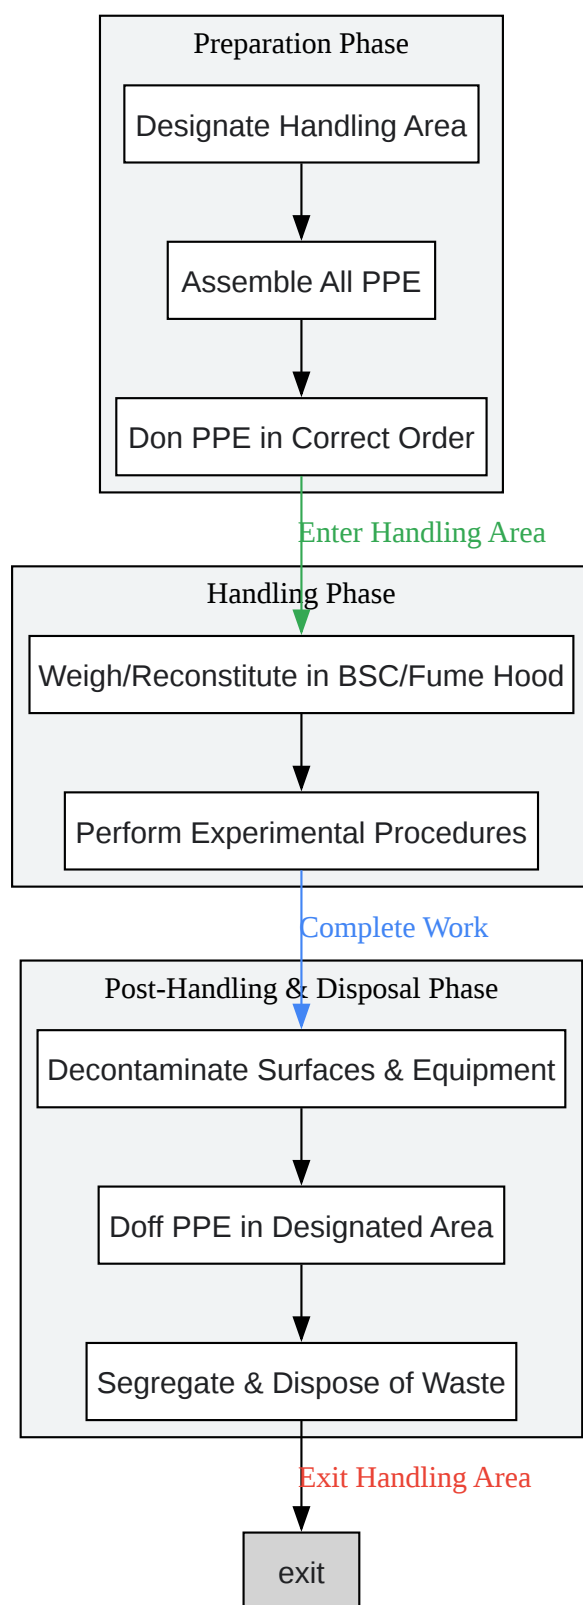 Preparation Phase
Designate Handling Area
Assemble All PPE
Don PPE in Correct Order
Enter Handling Area
Handling Phase
Weigh/Reconstitute in BSC/Fume Hood
Perform Experimental Procedures
Complete Work
Post-Handling & Disposal Phase
Decontaminate Surfaces & Equipment
Doff PPE in Designated Area
Segregate & Dispose of Waste
Exit Handling Area
exit